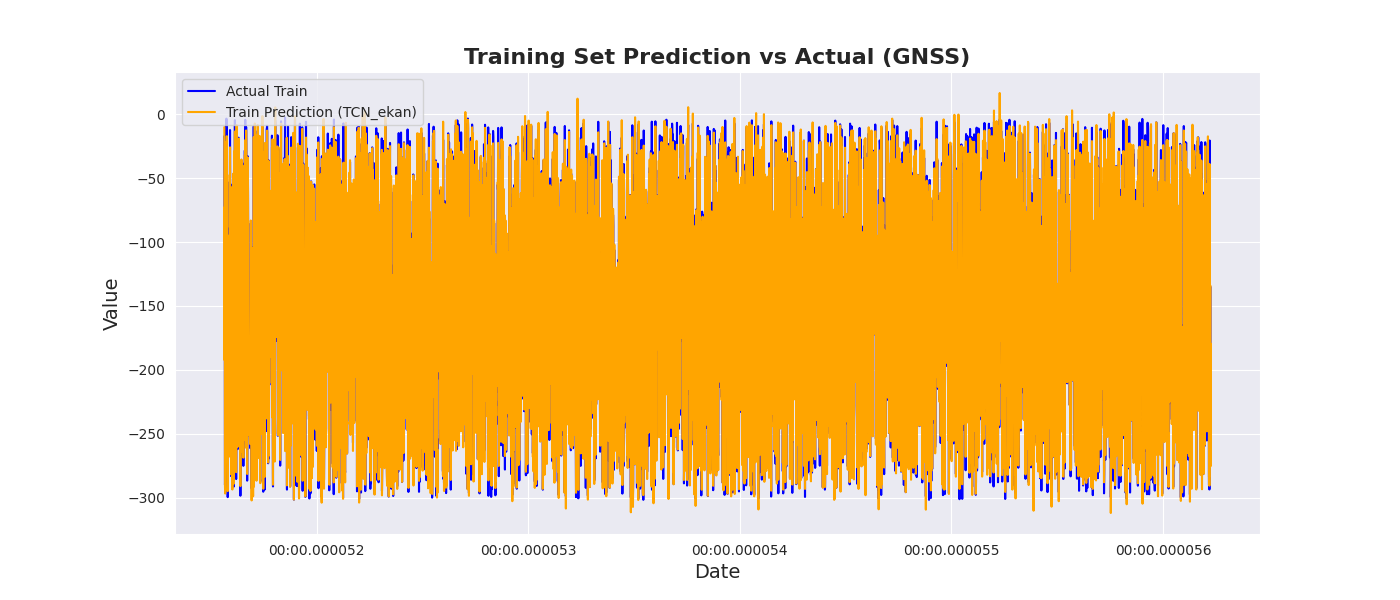 Training Set Prediction vs Actual (GNSS)
Actual Train
Train Prediction (TCN_ekan)
Value
0
−50
−100
−150
−200
−250
−300
00:00.000052
00:00.000053
00:00.000054
00:00.000055
00:00.000056
Date